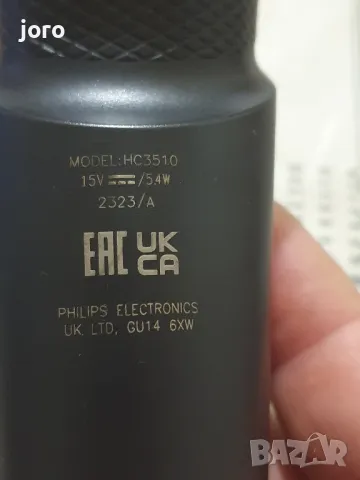 joro
MODEL:HC3510
15V⎓/5.4W
2323/A
EAC UK
CA
PHILIPS ELECTRONICS
UK. LTD, GU14 6XW
BAZAR